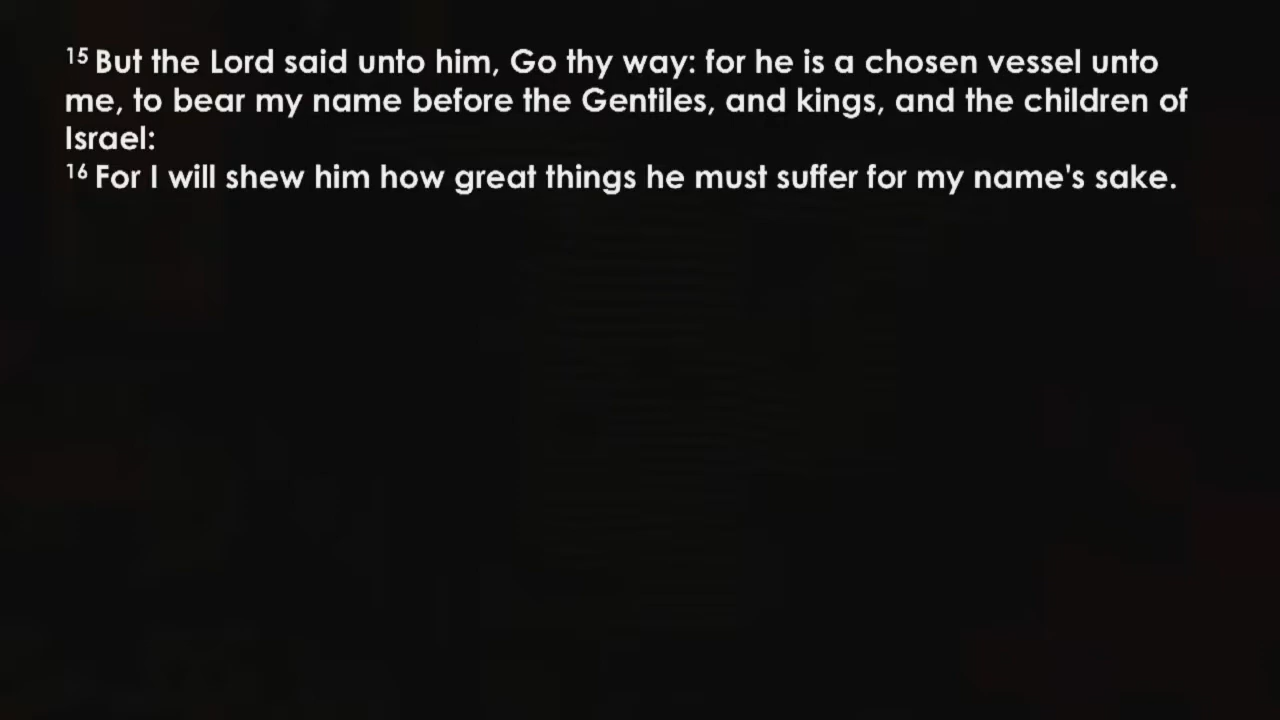 15 But the Lord said unto him, Go thy way: for he is a chosen vessel unto
me, to bear my name before the Gentiles, and kings, and the children of
Israel:
16 For I will shew him how great things he must suffer for my name's sake.